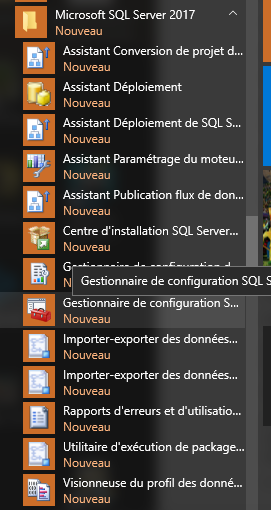 Microsoft SQL Server 2017
Nouveau
Assistant Conversion de projet d...
Nouveau
Assistant Déploiement
Nouveau
Assistant Déploiement de SQL S...
Nouveau
Assistant Paramétrage du moteu...
Nouveau
Assistant Publication flux de don...
Nouveau
Centre d'installation SQL Server...
Nouveau
Gestionnaire de configuration d...
Gestionnaire de configuration SQL S
Gestionnaire de configuration S...
Nouveau
Importer-exporter des données...
Nouveau
Importer-exporter des données...
Nouveau
Rapports d'erreurs et d'utilisatio...
Nouveau
Utilitaire d'exécution de package...
Nouveau
Visionneuse du profil des donné...
Nouveau